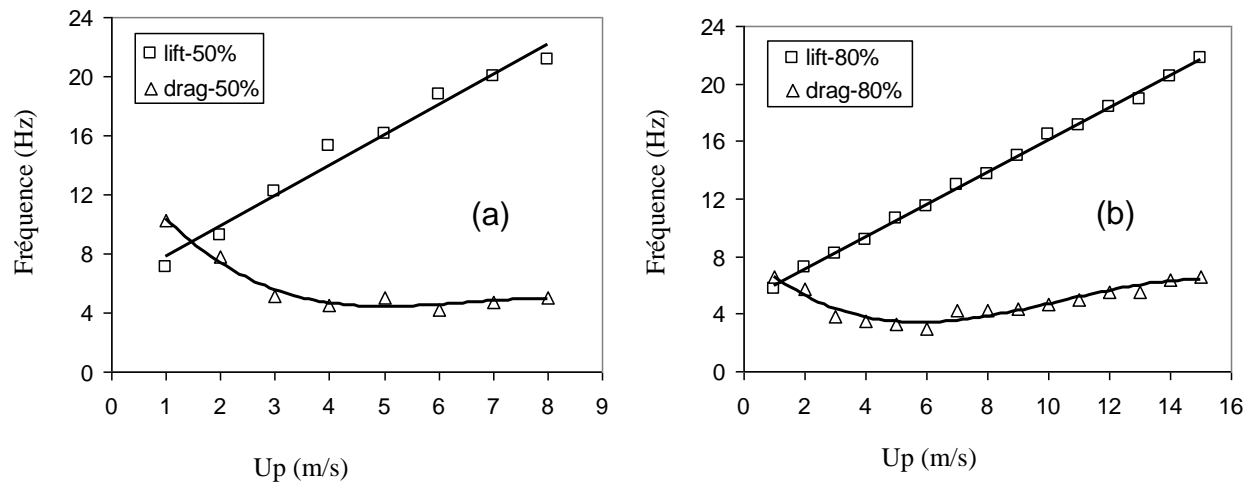 24
20
16
12
8
4
0
Fréquence (Hz)
lift-50%
drag-50%
(a)
0 1 2 3 4 5 6 7 8 9
Up (m/s)
24
20
16
12
8
4
0
Fréquence (Hz)
lift-80%
drag-80%
(b)
0 2 4 6 8 10 12 14 16
Up (m/s)